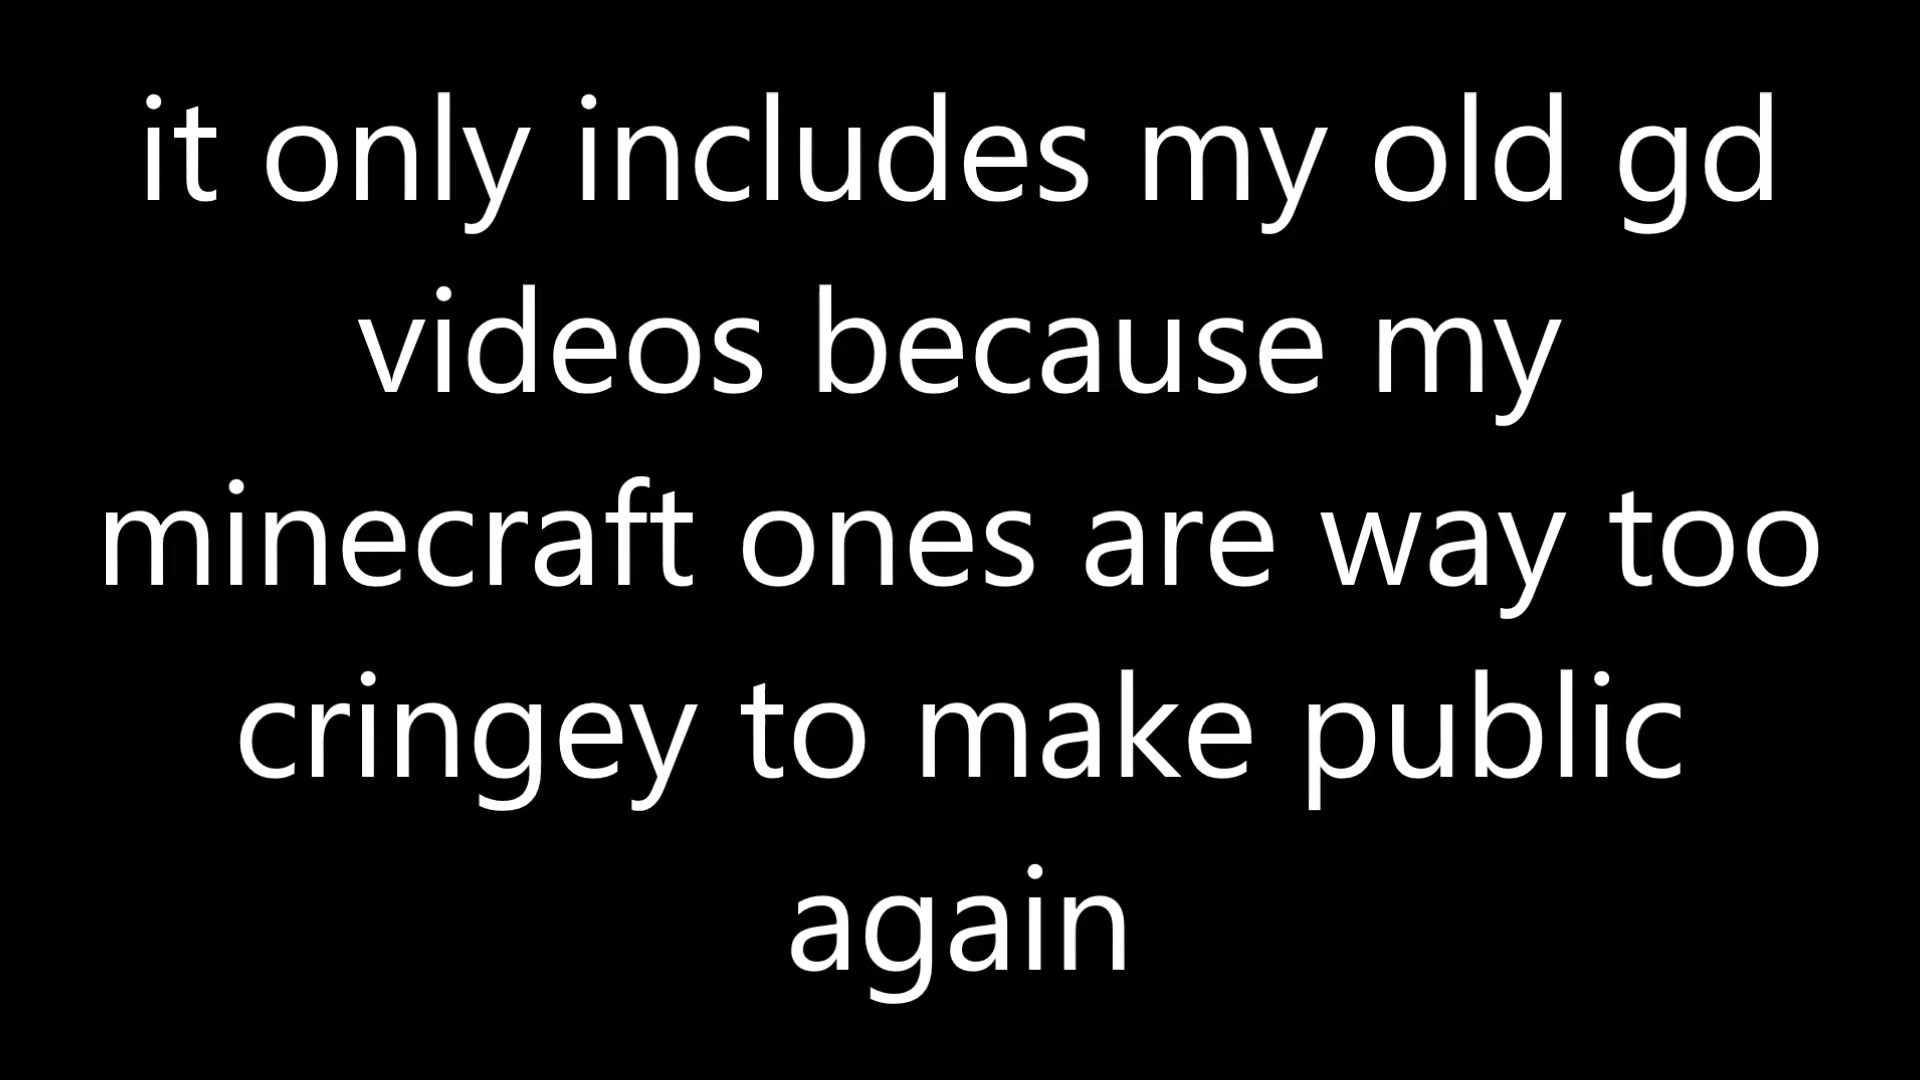 it only includes my old gd
videos because my
minecraft ones are way too
cringey to make public
again